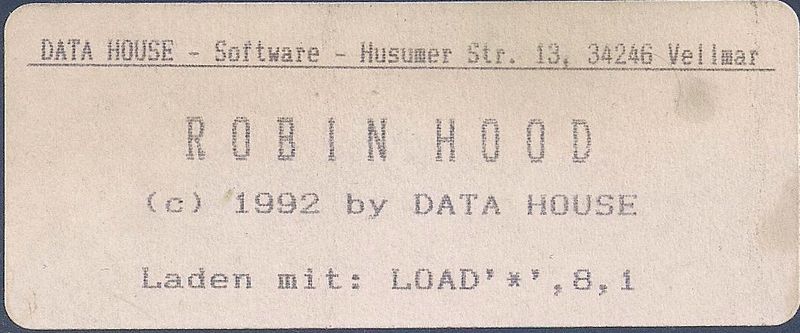 DATA HOUSE - Software - Husumer Str. 13, 34246 Vellmar
ROBIN HOOD
(c) 1992 by DATA HOUSE
Laden mit: LOAD'*',8,1